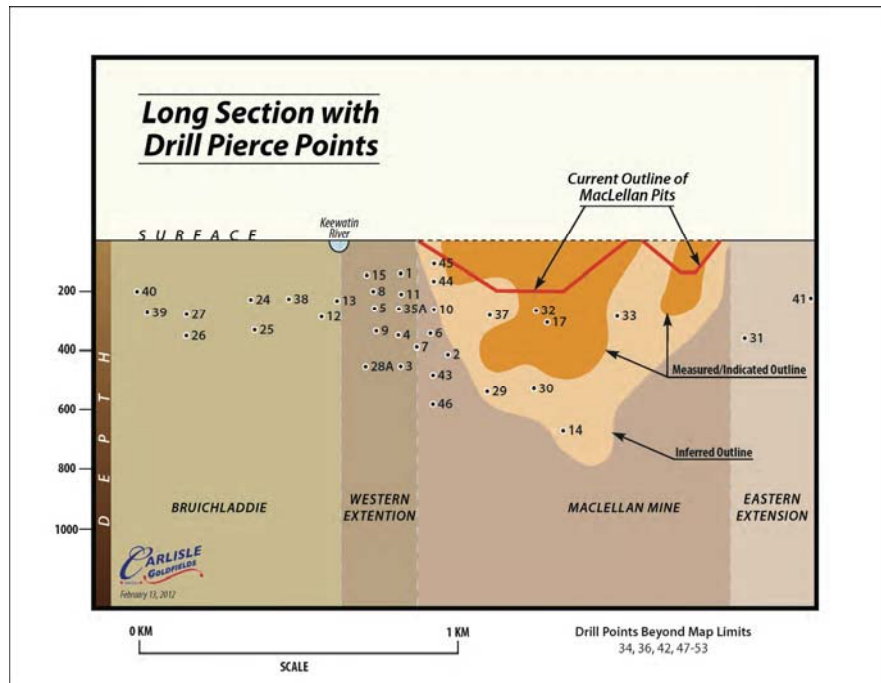 Long Section with
Drill Pierce Points
Current Outline of
MacLellan Pits
SURFACE
Keewatin
River
45
15
1
44
200
40
8
11
24
38
13
41
39
27
5
35A
10
37
32
33
12
17
26
25
9
4
6
31
400
7
2
Measured/Indicated Outline
28A
3
43
29
30
600
46
14
Inferred Outline
800
DEPTH
BRUICHLADDIE
WESTERN
EXTENTION
MACLELLAN MINE
EASTERN
EXTENSION
1000
CARLISLE
GOLDFIELDS
February 13, 2012
0 KM
1 KM
SCALE
Drill Points Beyond Map Limits
34, 36, 42, 47-53